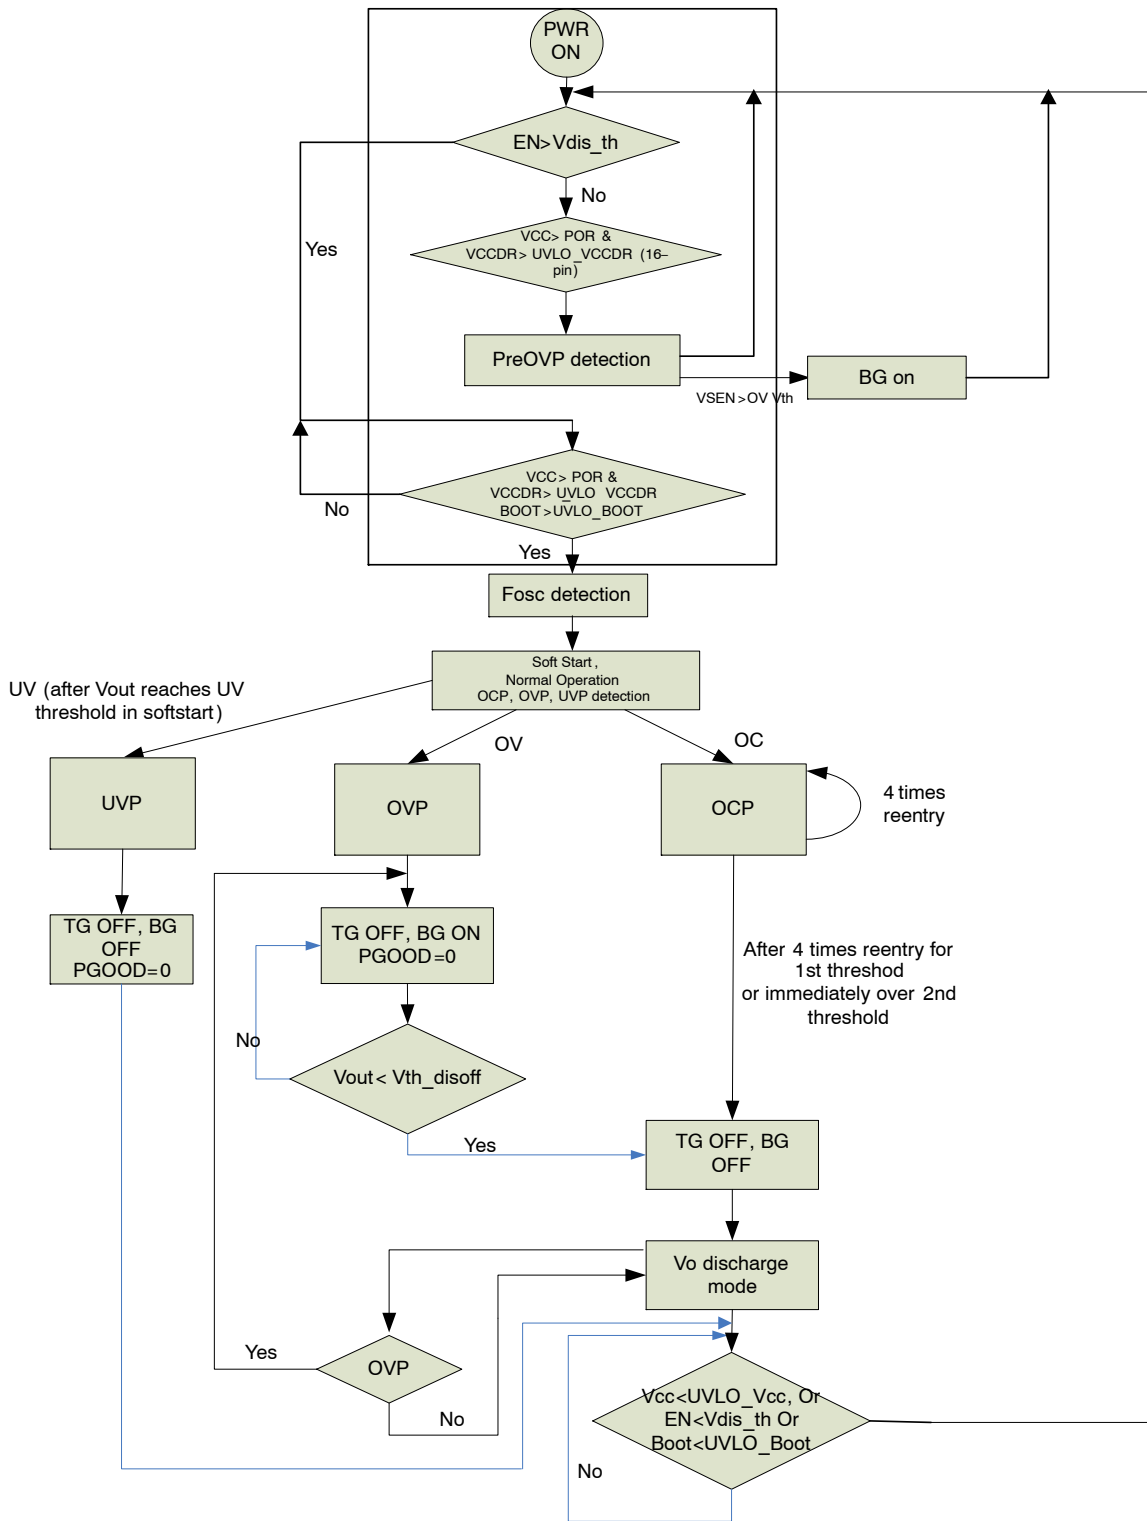 PWR
ON
EN>Vdis_th
No
Yes
VCC> POR &
VCCDR> UVLO_VCCDR (16–
pin)
PreOVP detection
BG on
VSEN>OV Vth
VCC> POR &
VCCDR> UVLO VCCDR
BOOT>UVLO_BOOT
No
Yes
Fosc detection
Soft Start,
Normal Operation
OCP, OVP, UVP detection
UV (after Vout reaches UV
threshold in softstart)
OV
OC
UVP
OVP
OCP
4 times
reentry
TG OFF, BG
OFF
PGOOD=0
TG OFF, BG ON
PGOOD=0
After 4 times reentry for
1st threshod
or immediately over 2nd
threshold
No
Vout< Vth_disoff
Yes
TG OFF, BG
OFF
Vo discharge
mode
Yes
OVP
No
Vcc<UVLO_Vcc, Or
EN<Vdis_th Or
Boot<UVLO_Boot
No